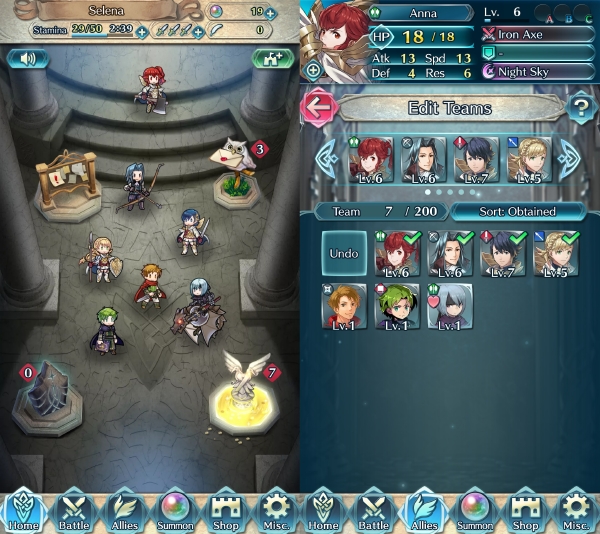 Selena
Stamina 29/50 2:39
19
0
3
0
7
Home
Battle
Allies
Summon
Shop
Misc.
Anna
Lv. 6
A B C
HP 18 / 18
Atk 13 Spd 13
Def 4 Res 6
Iron Axe
-
Night Sky
Edit Teams
?
Lv.6
Lv.6
Lv.7
Lv.5
Team 7 / 200
Sort: Obtained
Undo
Lv.6
Lv.6
Lv.7
Lv.5
Lv.1
Lv.1
Lv.1
Home
Battle
Allies
Summon
Shop
Misc.